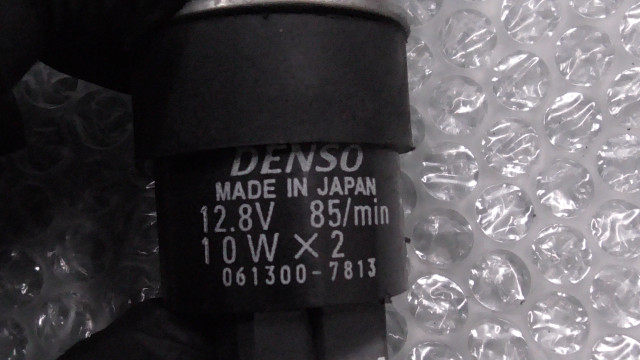 DENSO
MADE IN JAPAN
12.8V 85/min
10W×2
061300-7813